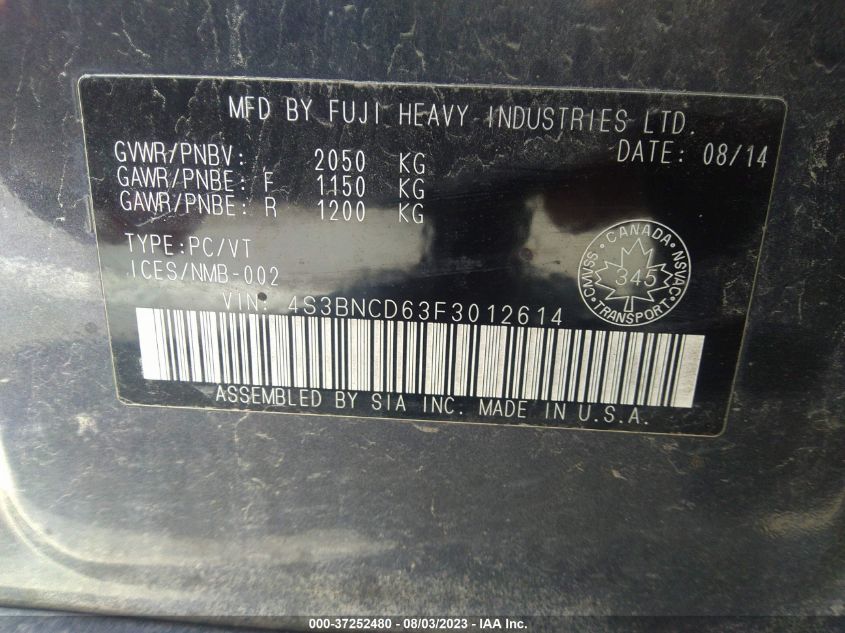 MFD BY FUJI HEAVY INDUSTRIES LTD.
GVWR/PNBV: 2050 KG DATE: 08/14
GAWR/PNBE: F 1150 KG
GAWR/PNBE: R 1200 KG
TYPE:PC/VT
ICES/NMB-002
CANADA
CMVSS 345 NSVAC
TRANSPORT
VIN: 4S3BNCD63F3012614
ASSEMBLED BY SIA INC. MADE IN U.S.A.
000-37252480 - 08/03/2023 - IAA Inc.